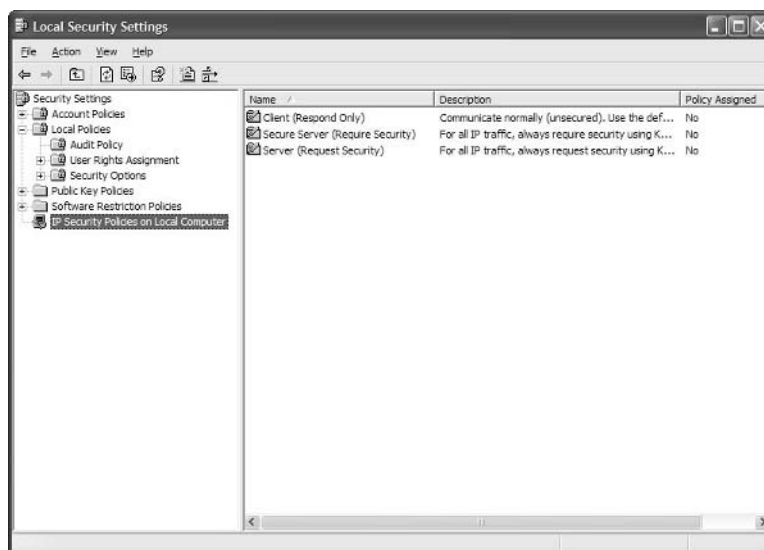 Local Security Settings
File Action View Help
Security Settings
Account Policies
Local Policies
Audit Policy
User Rights Assignment
Security Options
Public Key Policies
Software Restriction Policies
IP Security Policies on Local Computer
Name Description Policy Assigned
Client (Respond Only) Communicate normally (unsecured). Use the def... No
Secure Server (Require Security) For all IP traffic, always require security using K... No
Server (Request Security) For all IP traffic, always request security using K... No